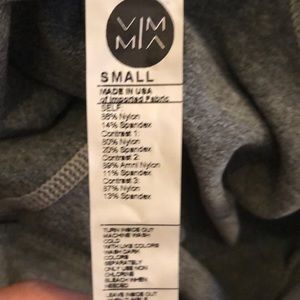 VIM
MIA
SMALL
MADE IN USA
of Imported Fabric
SELF
86% Nylon
14% Spandex
Contrast 1:
80% Nylon
20% Spandex
Contrast 2:
89% Amni Nylon
11% Spandex
Contrast 3:
87% Nylon
13% Spandex
TURN INSIDE OUT
MACHINE WASH
COLD
WITH LIKE COLORS
WASH DARK
COLORS
SEPARATELY
ONLY USE NON
CHLORINE
BLEACH WHEN
NEEDED
LEAVE INSIDE OUT